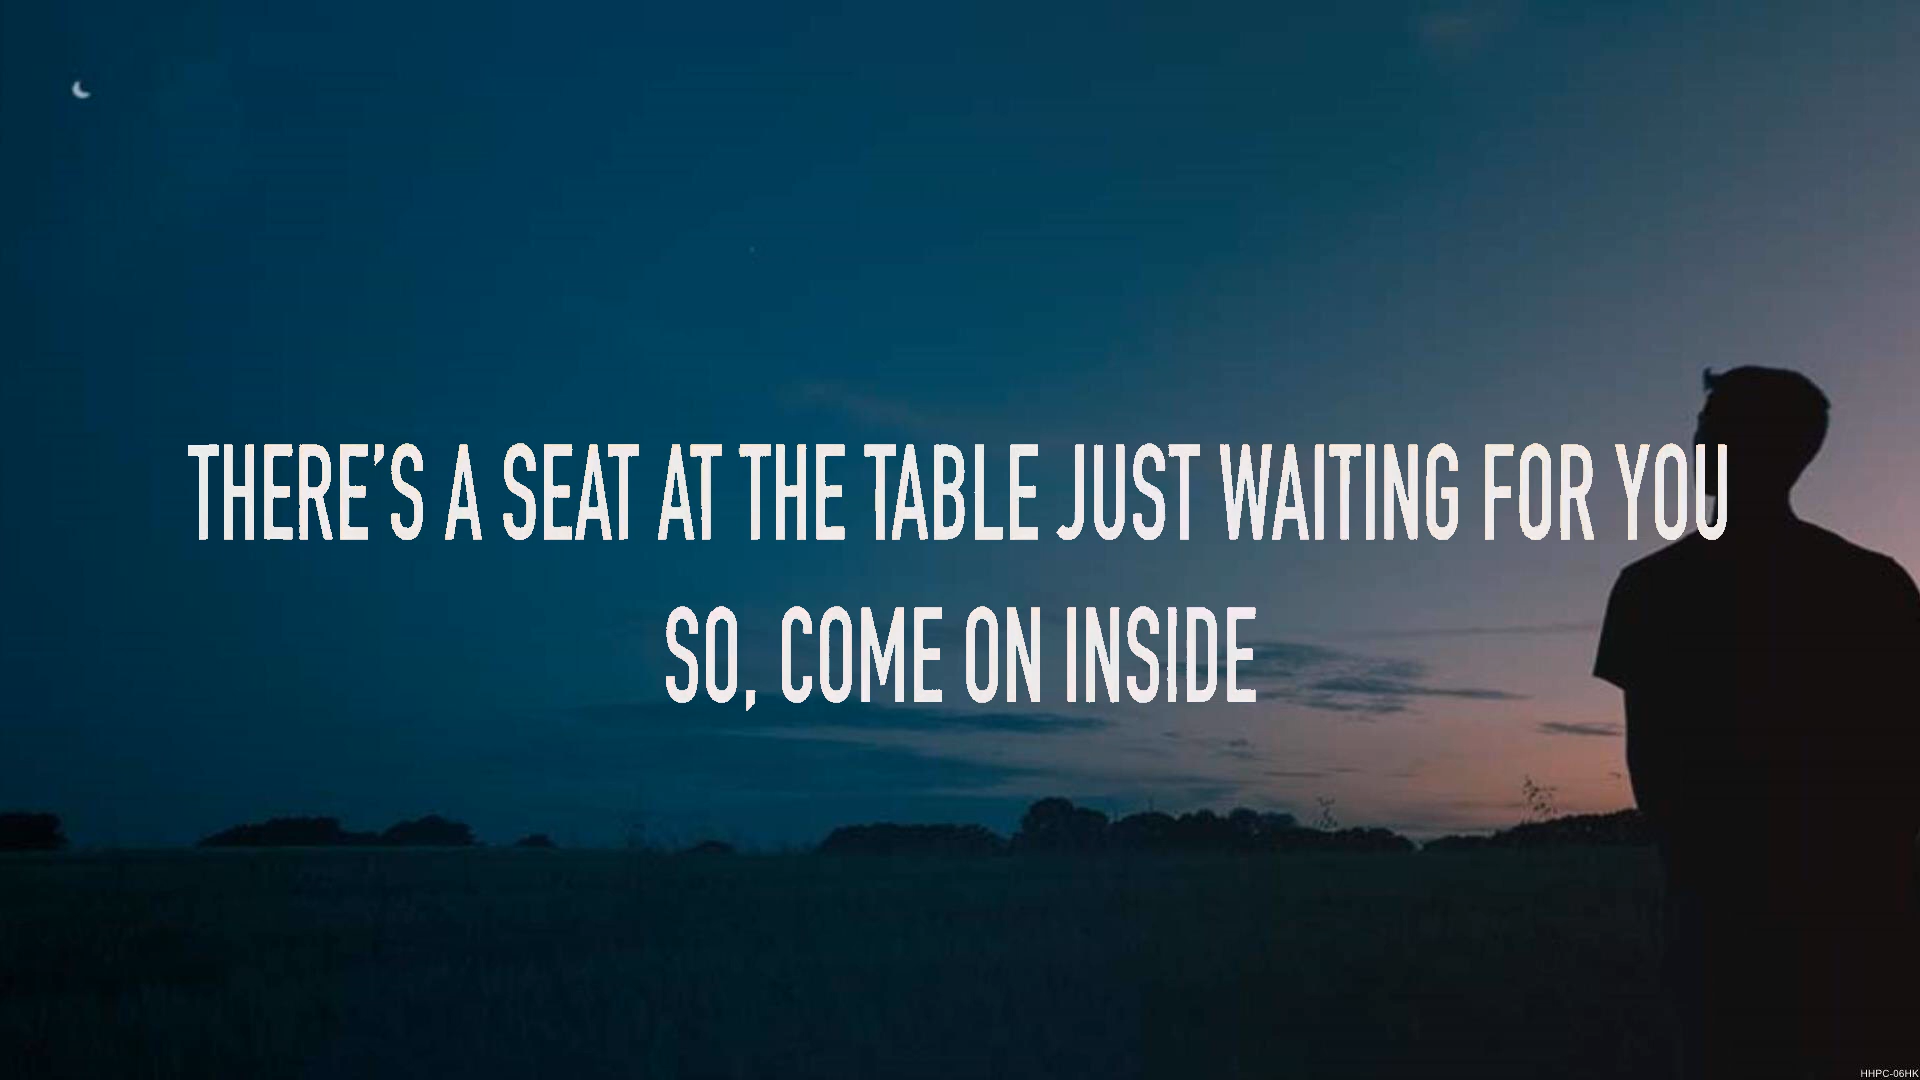 THERE'S A SEAT AT THE TABLE JUST WAITING FOR YOU
SO, COME ON INSIDE
HHPC-06HK